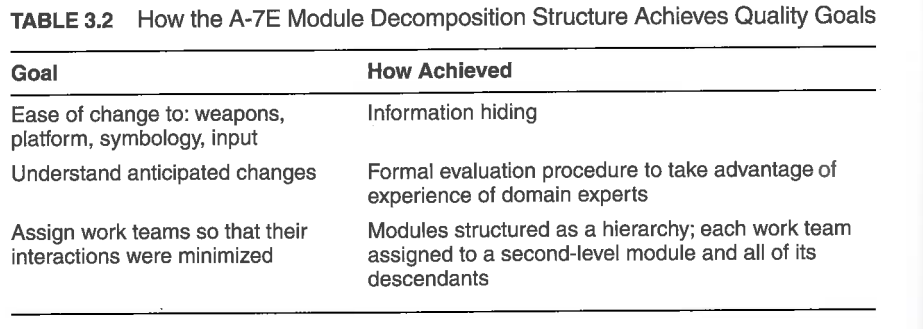 TABLE 3.2 How the A-7E Module Decomposition Structure Achieves Quality Goals
Goal How Achieved
Ease of change to: weapons, Information hiding
platform, symbology, input
Understand anticipated changes Formal evaluation procedure to take advantage of
experience of domain experts
Assign work teams so that their Modules structured as a hierarchy; each work team
interactions were minimized assigned to a second-level module and all of its
descendants